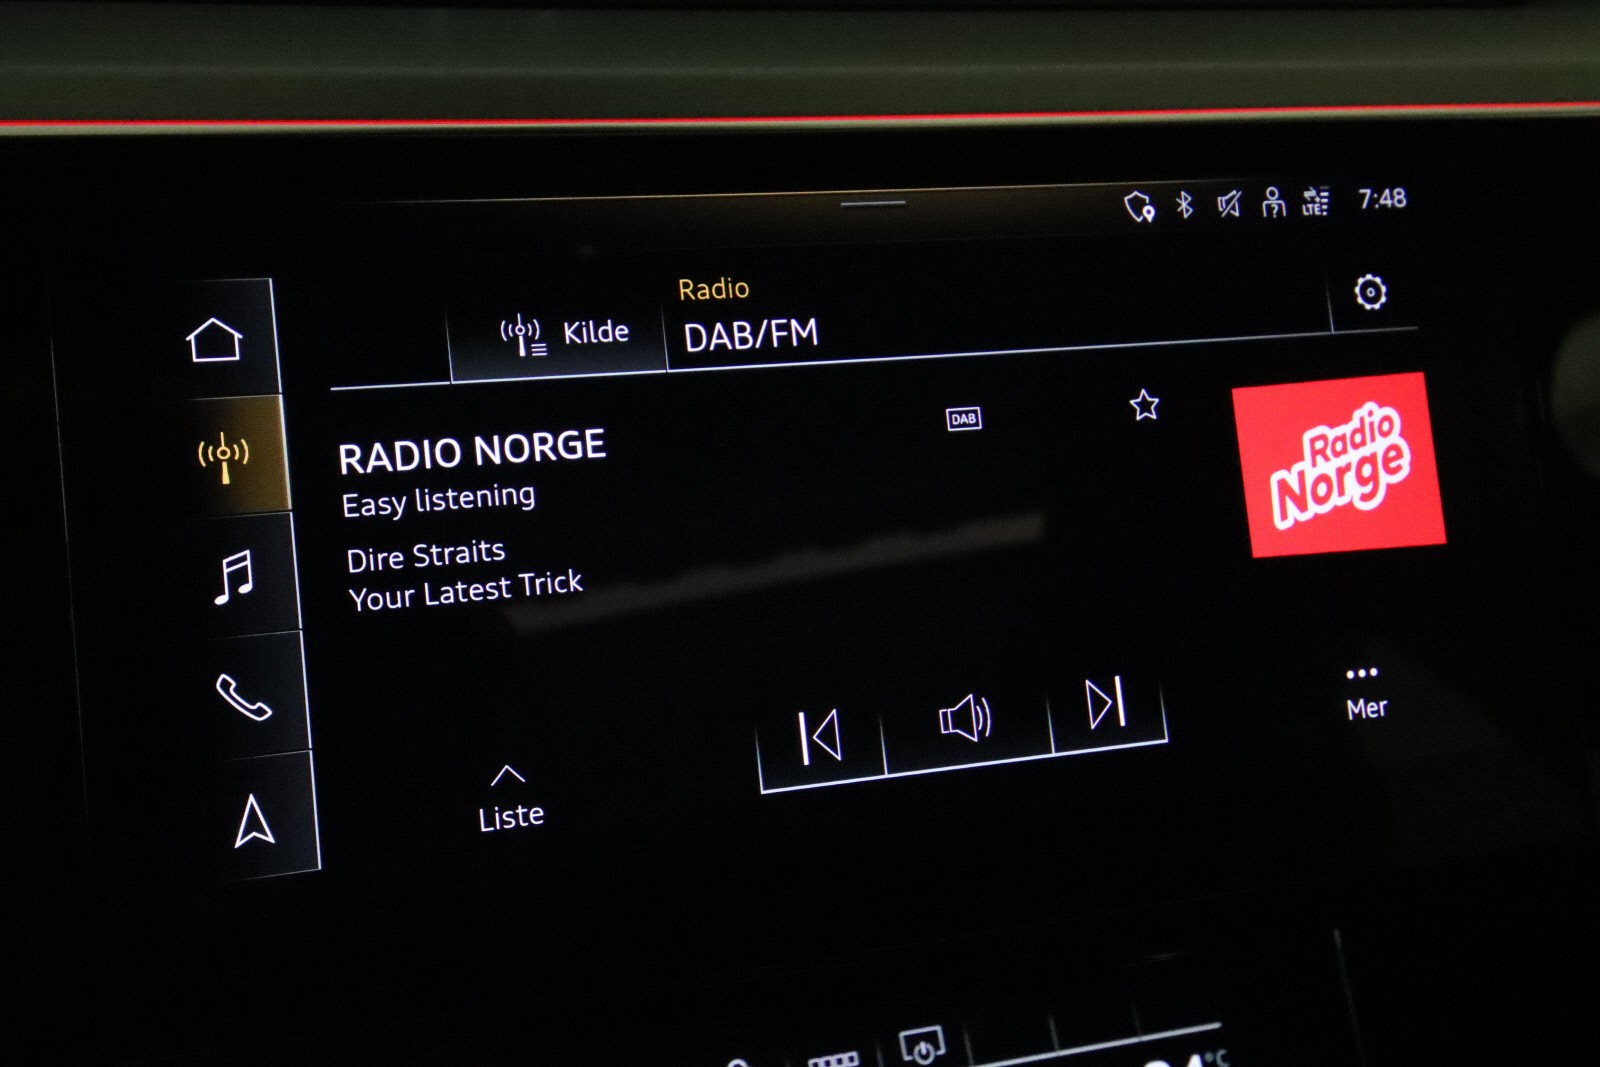 7:48
LTE
Radio
Kilde
DAB/FM
RADIO NORGE
DAB
Easy listening
Radio
Norge
Dire Straits
Your Latest Trick
Mer
Liste
°C